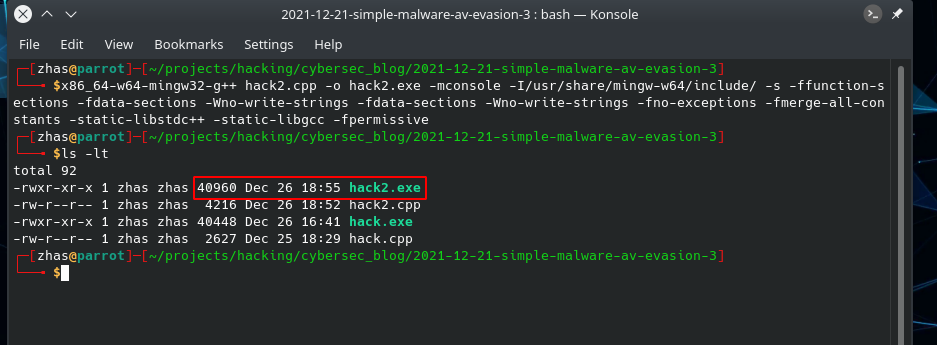 2021-12-21-simple-malware-av-evasion-3 : bash — Konsole
File Edit View Bookmarks Settings Help
┌─[zhas@parrot]─[~/projects/hacking/cybersec_blog/2021-12-21-simple-malware-av-evasion-3]
└──╼ $x86_64-w64-mingw32-g++ hack2.cpp -o hack2.exe -mconsole -I/usr/share/mingw-w64/include/ -s -ffunction-s
ections -fdata-sections -Wno-write-strings -fdata-sections -Wno-write-strings -fno-exceptions -fmerge-all-con
stants -static-libstdc++ -static-libgcc -fpermissive
┌─[zhas@parrot]─[~/projects/hacking/cybersec_blog/2021-12-21-simple-malware-av-evasion-3]
└──╼ $ls -lt
total 92
-rwxr-xr-x 1 zhas zhas 40960 Dec 26 18:55 hack2.exe
-rw-r--r-- 1 zhas zhas  4216 Dec 26 18:52 hack2.cpp
-rwxr-xr-x 1 zhas zhas 40448 Dec 26 16:41 hack.exe
-rw-r--r-- 1 zhas zhas  2627 Dec 25 18:29 hack.cpp
┌─[zhas@parrot]─[~/projects/hacking/cybersec_blog/2021-12-21-simple-malware-av-evasion-3]
└──╼ $